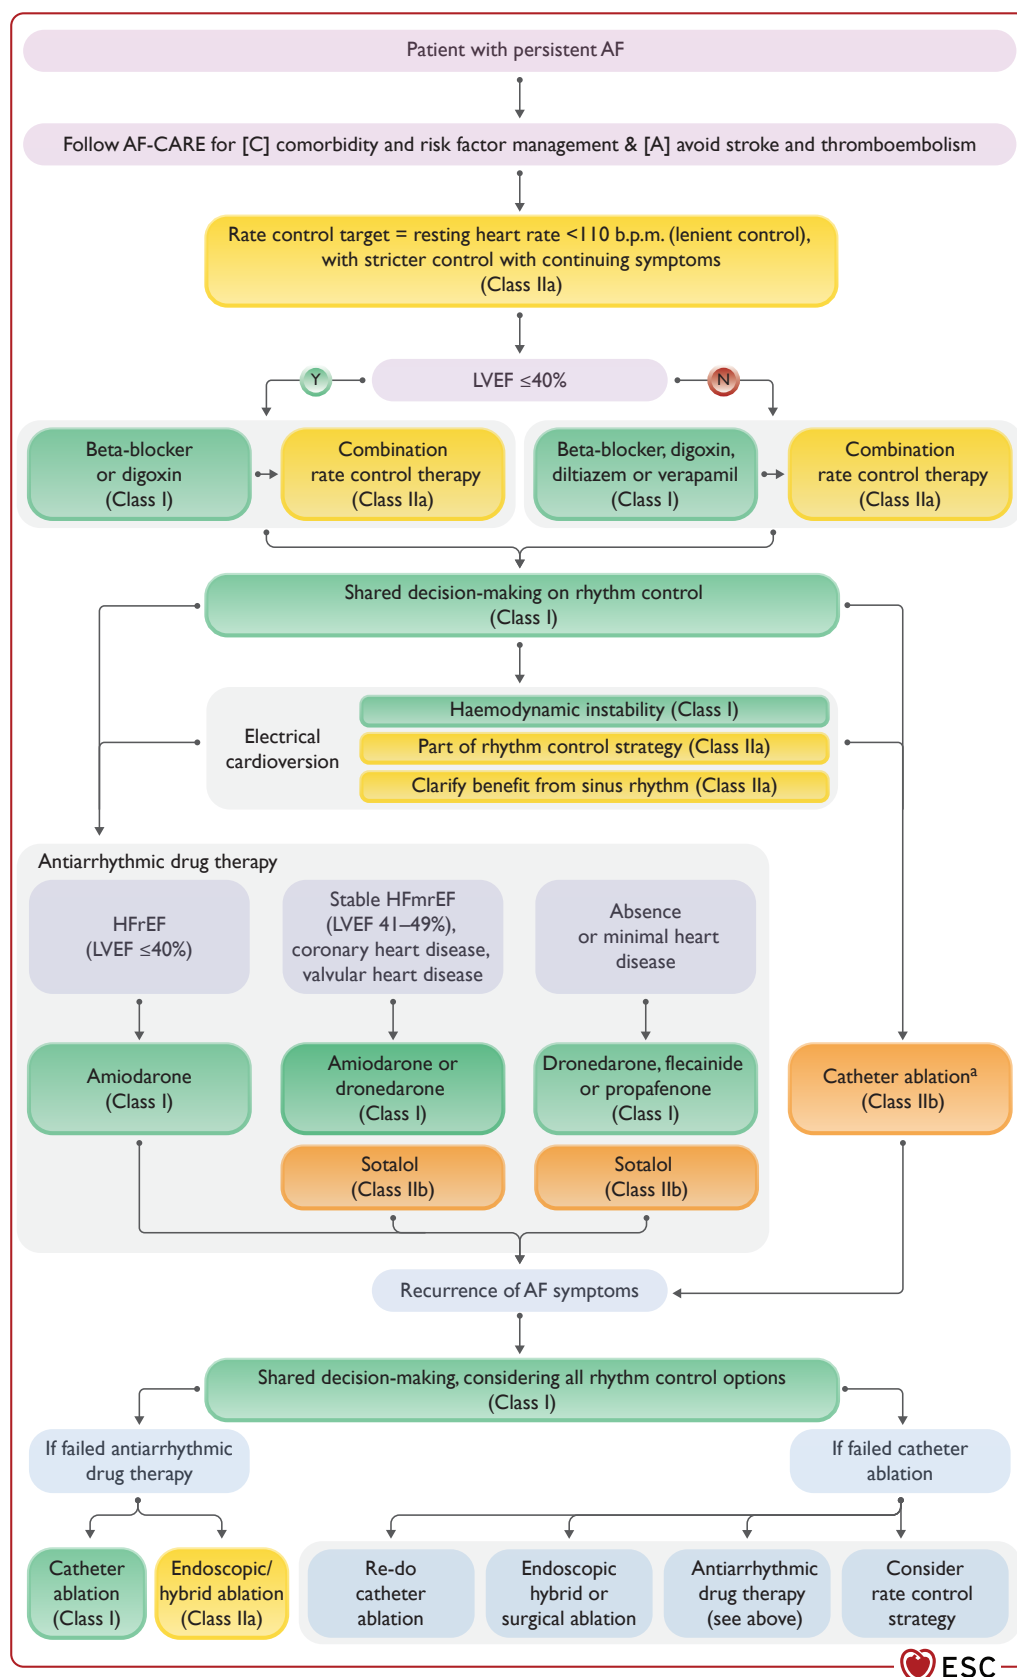 Patient with persistent AF
Follow AF-CARE for [C] comorbidity and risk factor management & [A] avoid stroke and thromboembolism
Rate control target = resting heart rate <110 b.p.m. (lenient control),
with stricter control with continuing symptoms
(Class IIa)
Y
LVEF ≤40%
N
Beta-blocker
or digoxin
(Class I)
Combination
rate control therapy
(Class IIa)
Beta-blocker, digoxin,
diltiazem or verapamil
(Class I)
Combination
rate control therapy
(Class IIa)
Shared decision-making on rhythm control
(Class I)
Electrical
cardioversion
Haemodynamic instability (Class I)
Part of rhythm control strategy (Class IIa)
Clarify benefit from sinus rhythm (Class IIa)
Antiarrhythmic drug therapy
HFrEF
(LVEF ≤40%)
Stable HFmrEF
(LVEF 41–49%),
coronary heart disease,
valvular heart disease
Absence
or minimal heart
disease
Amiodarone
(Class I)
Amiodarone or
dronedarone
(Class I)
Dronedarone, flecainide
or propafenone
(Class I)
Catheter ablationᵃ
(Class IIb)
Sotalol
(Class IIb)
Sotalol
(Class IIb)
Recurrence of AF symptoms
Shared decision-making, considering all rhythm control options
(Class I)
If failed antiarrhythmic
drug therapy
If failed catheter
ablation
Catheter
ablation
(Class I)
Endoscopic/
hybrid ablation
(Class IIa)
Re-do
catheter
ablation
Endoscopic
hybrid or
surgical ablation
Antiarrhythmic
drug therapy
(see above)
Consider
rate control
strategy
ESC